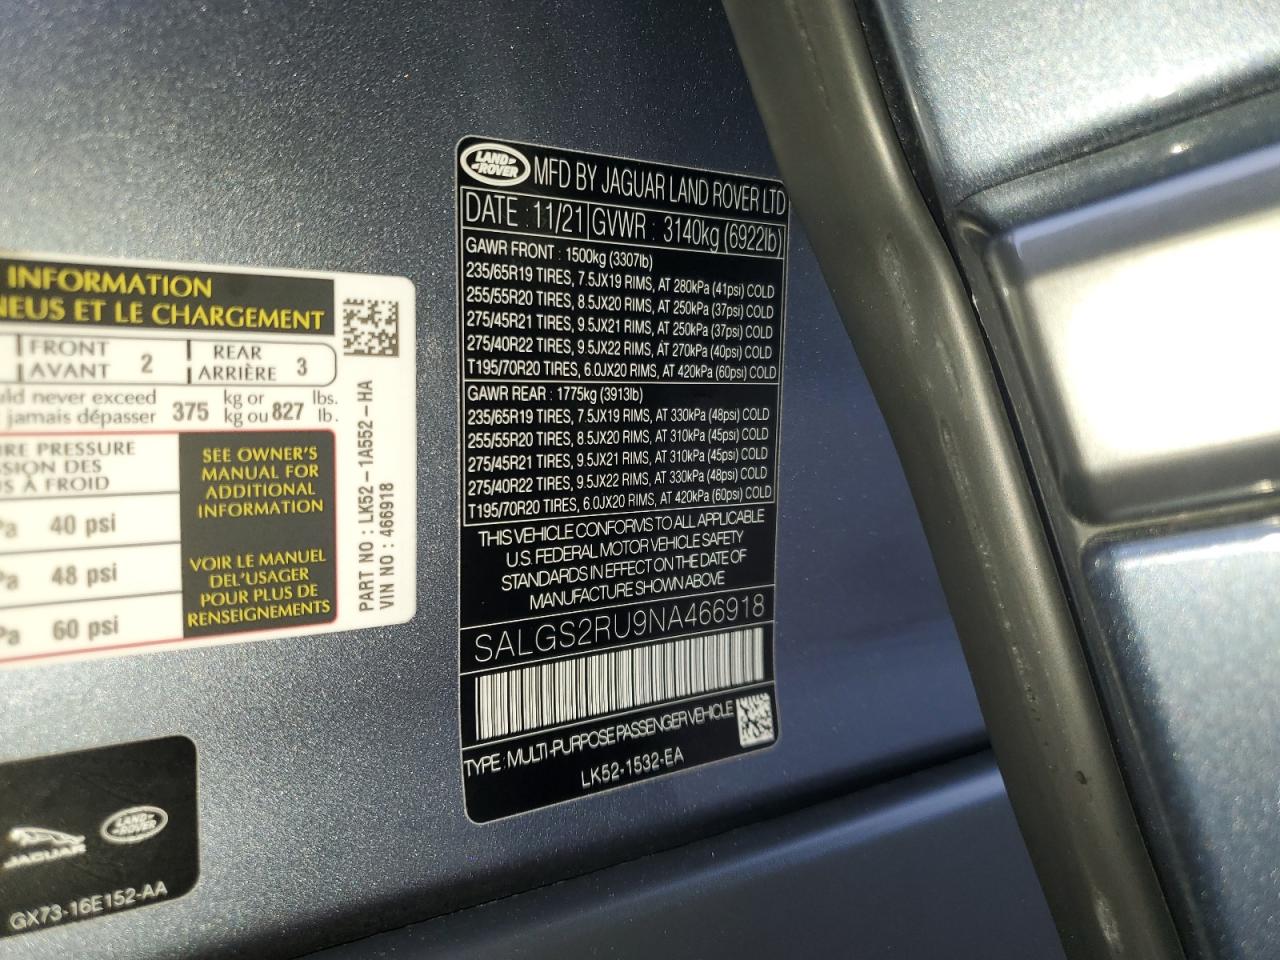 INFORMATION
NEUS ET LE CHARGEMENT
FRONT
AVANT 2 REAR
ARRIÈRE 3
should never exceed
jamais dépasser 375 kg or
kg ou 827 lbs.
lb.
PRESSURE
DES
À FROID
40 psi
48 psi
60 psi
SEE OWNER'S
MANUAL FOR
ADDITIONAL
INFORMATION
VOIR LE MANUEL
DEL'USAGER
POUR PLUS DE
RENSEIGNEMENTS
PART NO : LK52-1A552-HA
VIN NO : 466918
LAND ROVER MFD BY JAGUAR LAND ROVER LTD
DATE : 11/21 GVWR : 3140kg (6922lb)
GAWR FRONT : 1500kg (3307lb)
235/65R19 TIRES, 7.5JX19 RIMS, AT 280kPa (41psi) COLD
255/55R20 TIRES, 8.5JX20 RIMS, AT 250kPa (37psi) COLD
275/45R21 TIRES, 9.5JX21 RIMS, AT 250kPa (37psi) COLD
275/40R22 TIRES, 9.5JX22 RIMS, AT 270kPa (40psi) COLD
T195/70R20 TIRES, 6.0JX20 RIMS, AT 420kPa (60psi) COLD
GAWR REAR : 1775kg (3913lb)
235/65R19 TIRES, 7.5JX19 RIMS, AT 330kPa (48psi) COLD
255/55R20 TIRES, 8.5JX20 RIMS, AT 310kPa (45psi) COLD
275/45R21 TIRES, 9.5JX21 RIMS, AT 310kPa (45psi) COLD
275/40R22 TIRES, 9.5JX22 RIMS, AT 330kPa (48psi) COLD
T195/70R20 TIRES, 6.0JX20 RIMS, AT 420kPa (60psi) COLD
THIS VEHICLE CONFORMS TO ALL APPLICABLE
U.S. FEDERAL MOTOR VEHICLE SAFETY
STANDARDS IN EFFECT ON THE DATE OF
MANUFACTURE SHOWN ABOVE
SALGS2RU9NA466918
TYPE : MULTI-PURPOSE PASSENGER VEHICLE
LK52-1532-EA
JAGUAR LAND ROVER
GX73-16E152-AA